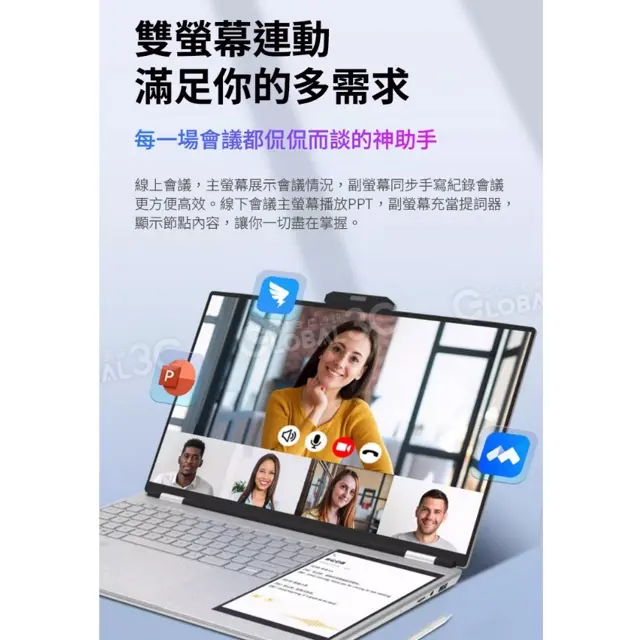 雙螢幕連動
滿足你的多需求
每一場會議都侃侃而談的神助手
線上會議，主螢幕展示會議情況，副螢幕同步手寫紀錄會議
更方便高效。線下會議主螢幕播放PPT，副螢幕充當提詞器，
顯示節點內容，讓你一切盡在掌握。
GLOBAL3C
AL3C
GLOBAL
P